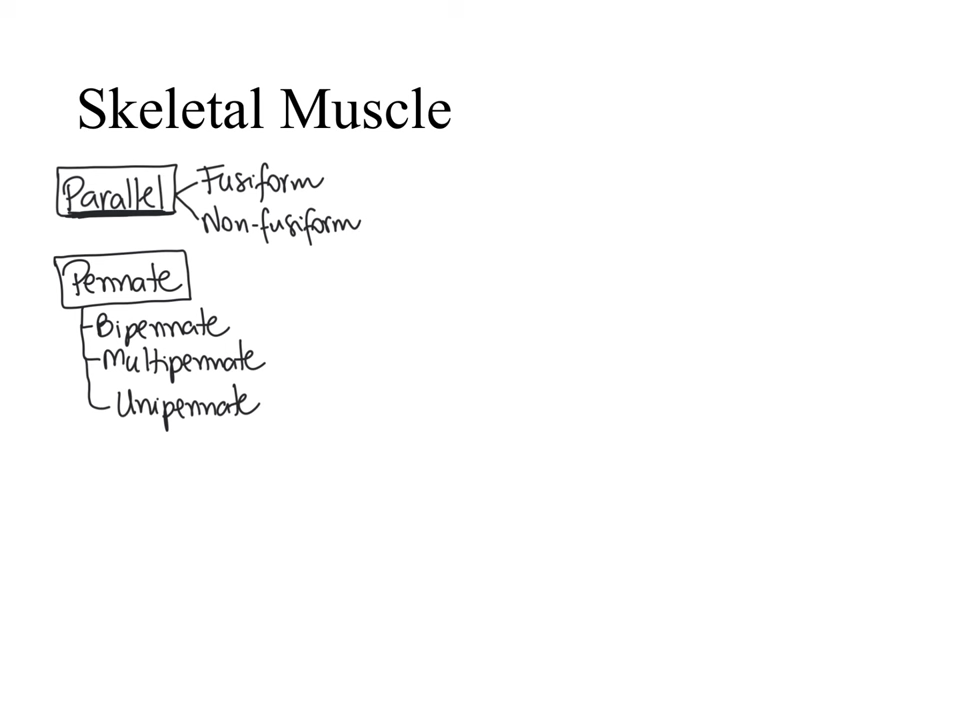 Skeletal Muscle
Parallel
Fusiform
Non-fusiform
Pennate
Bipennate
Multipennate
Unipennate